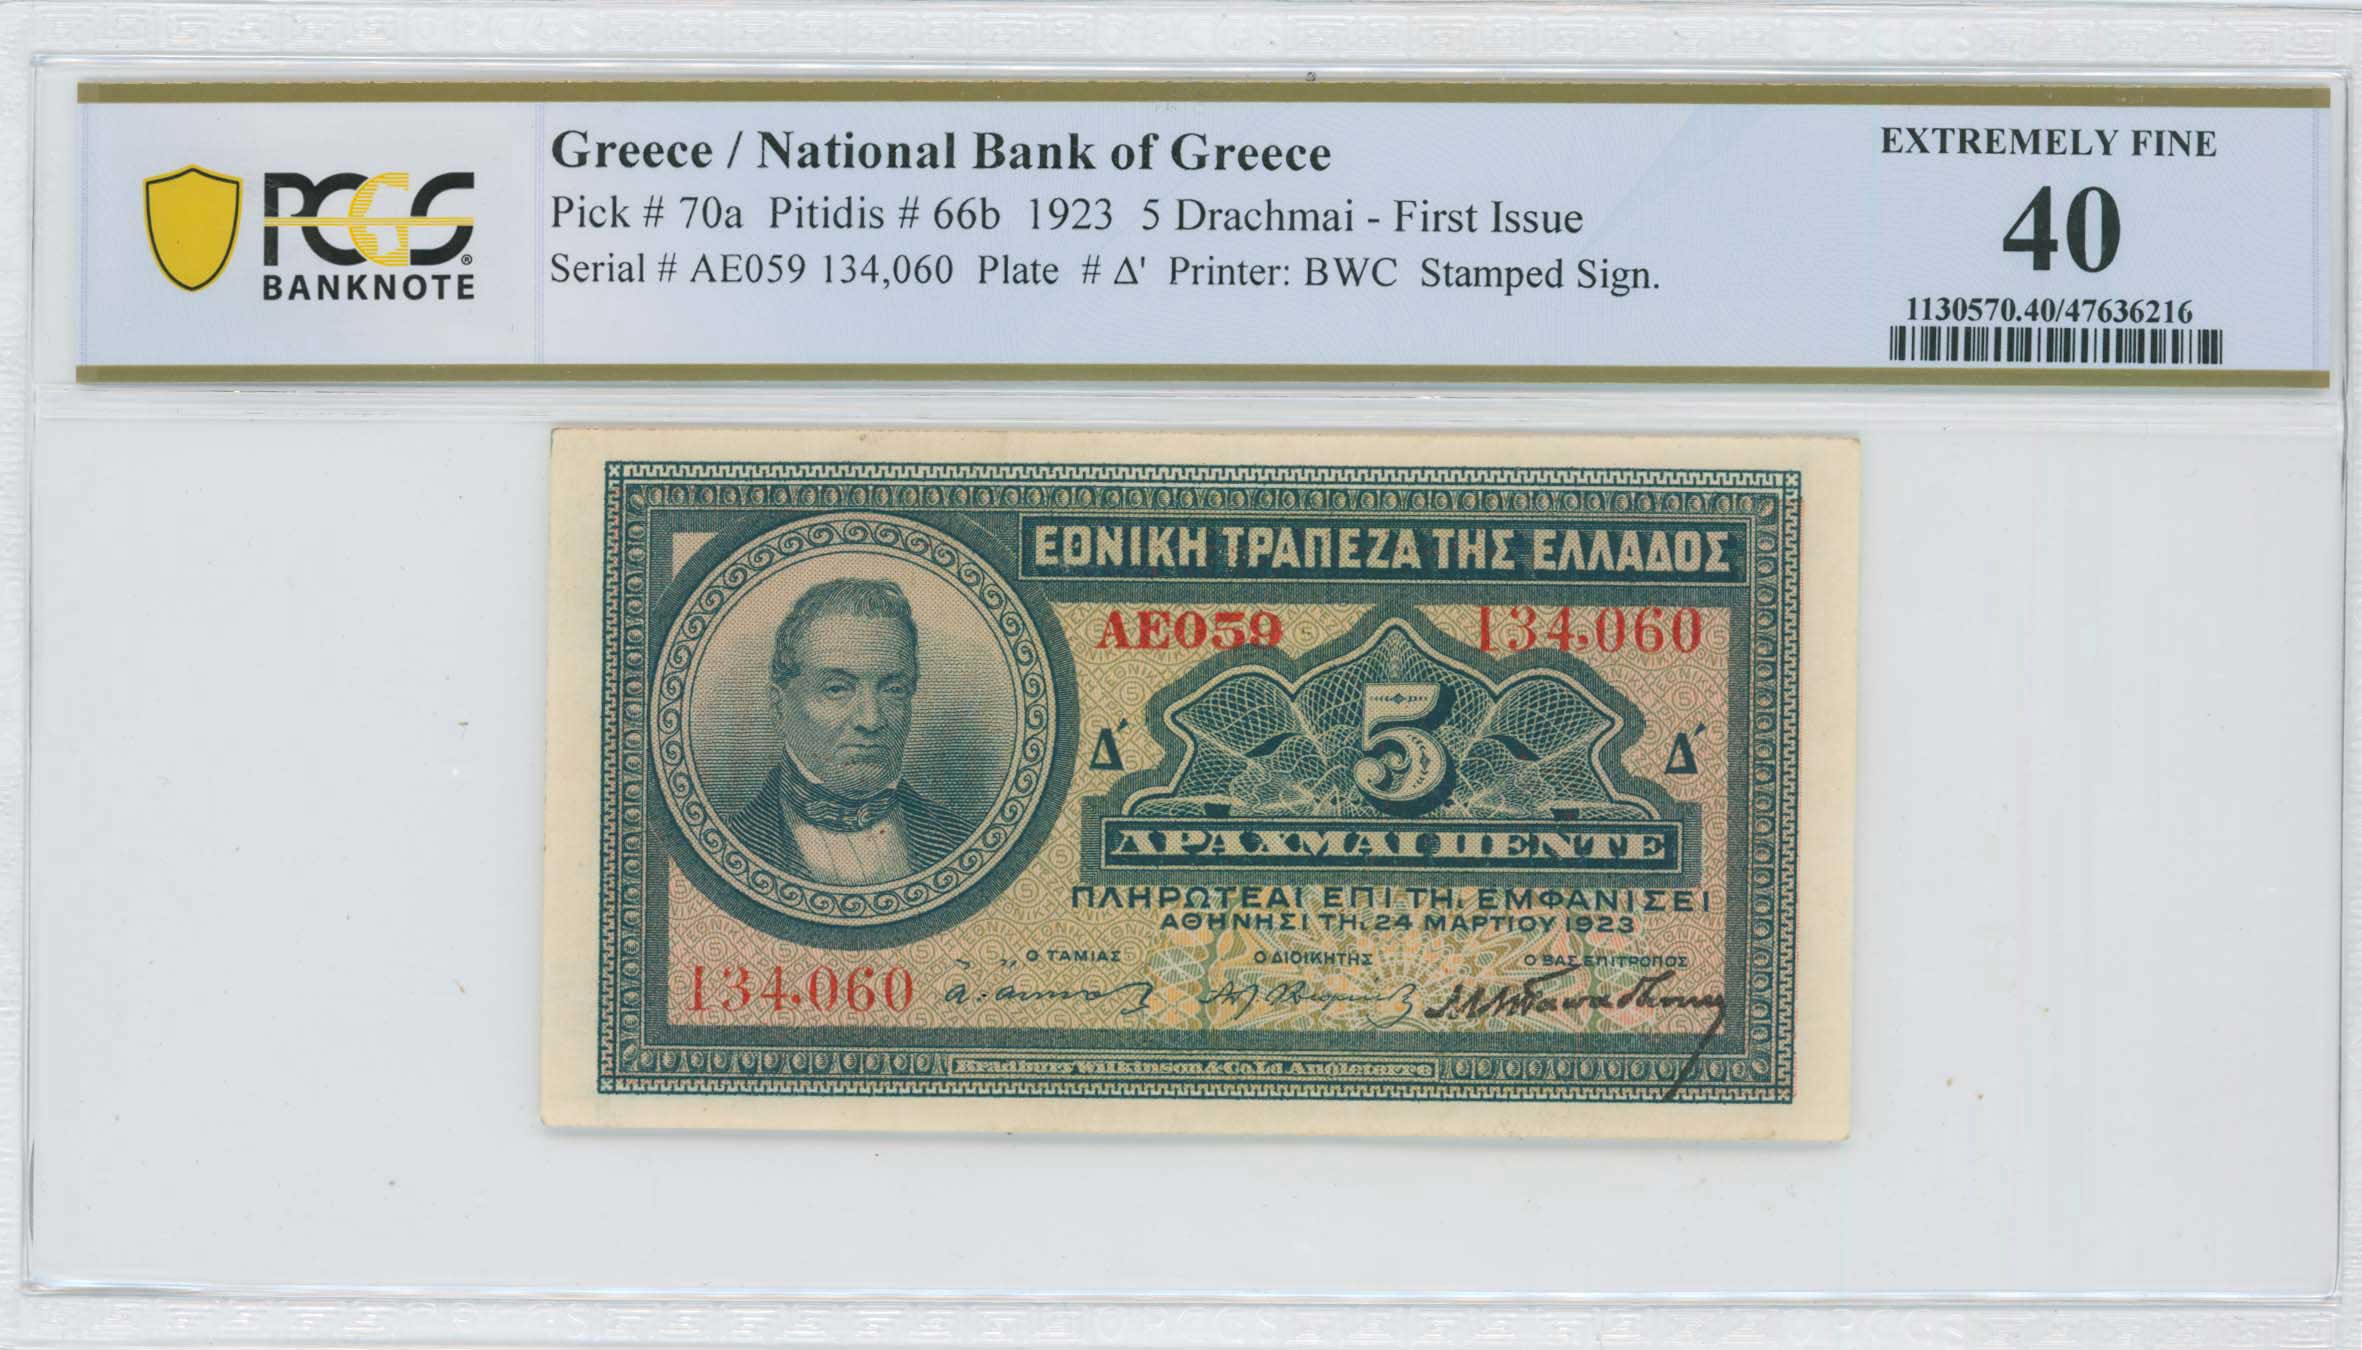 Greece / National Bank of Greece
Pick # 70a Pitidis # 66b 1923 5 Drachmai - First Issue
Serial # AE059 134,060 Plate # Δ' Printer: BWC Stamped Sign.
PCGS
BANKNOTE
EXTREMELY FINE
40
1130570.40/47636216
ΕΘΝΙΚΗ ΤΡΑΠΕΖΑ ΤΗΣ ΕΛΛΑΔΟΣ
ΑΕ059 134,060
5
Δ΄ Δ΄
ΔΡΑΧΜΑΙ ΠΕΝΤΕ
ΠΛΗΡΩΤΕΑΙ ΕΠΙ ΤΗι ΕΜΦΑΝΙΣΕΙ
ΑΘΗΝΗΣΙ ΤΗι 24 ΜΑΡΤΙΟΥ 1923
Ο ΤΑΜΙΑΣ Ο ΔΙΟΙΚΗΤΗΣ Ο ΒΑΣ. ΕΠΙΤΡΟΠΟΣ
134,060
Bradbury Wilkinson & Co Ld Angleterre